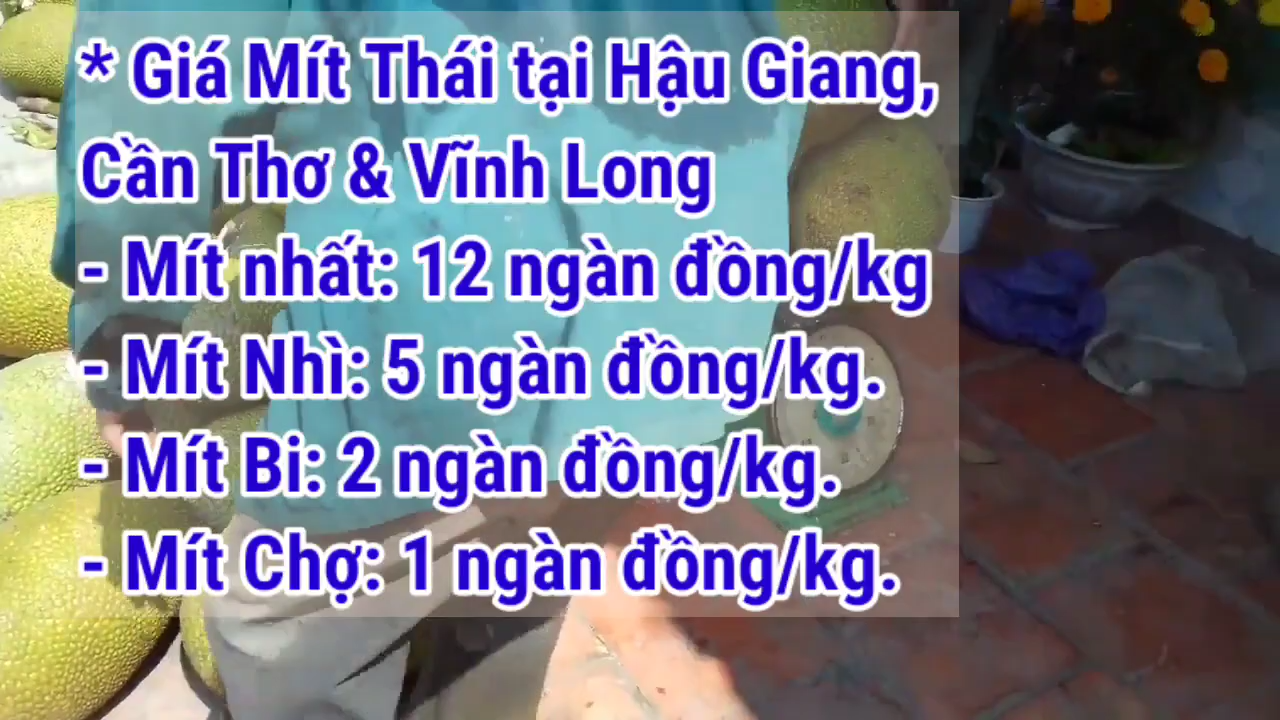 * Giá Mít Thái tại Hậu Giang,
Cần Thơ & Vĩnh Long
- Mít nhất: 12 ngàn đồng/kg
- Mít Nhì: 5 ngàn đồng/kg.
- Mít Bi: 2 ngàn đồng/kg.
- Mít Chợ: 1 ngàn đồng/kg.